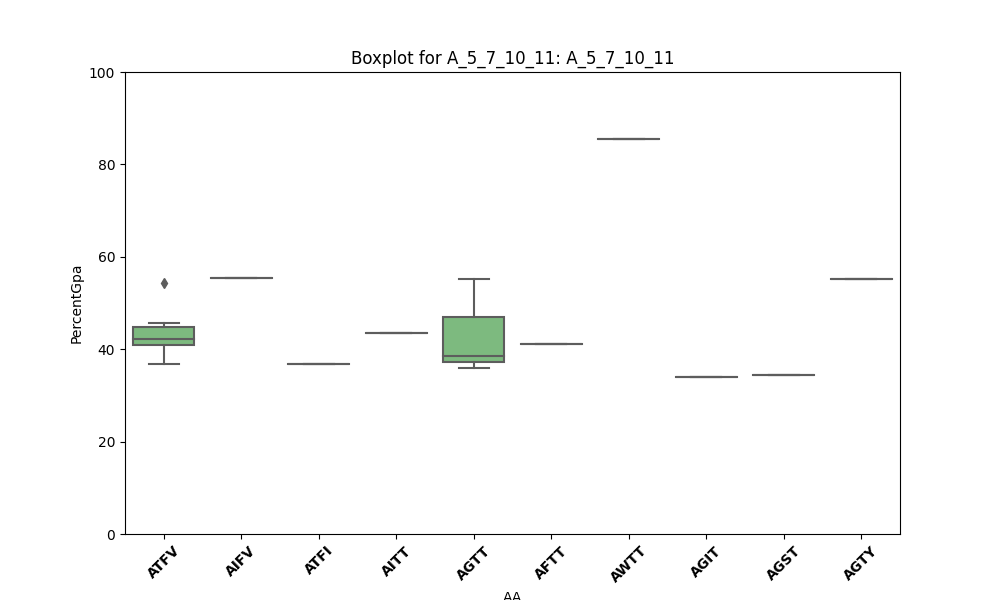 Boxplot for A_5_7_10_11: A_5_7_10_11
100
80
60
40
20
0
PercentGpa
ATFV
AIFV
ATFI
AITT
AGTT
AFTT
AWTT
AGIT
AGST
AGTY
AA